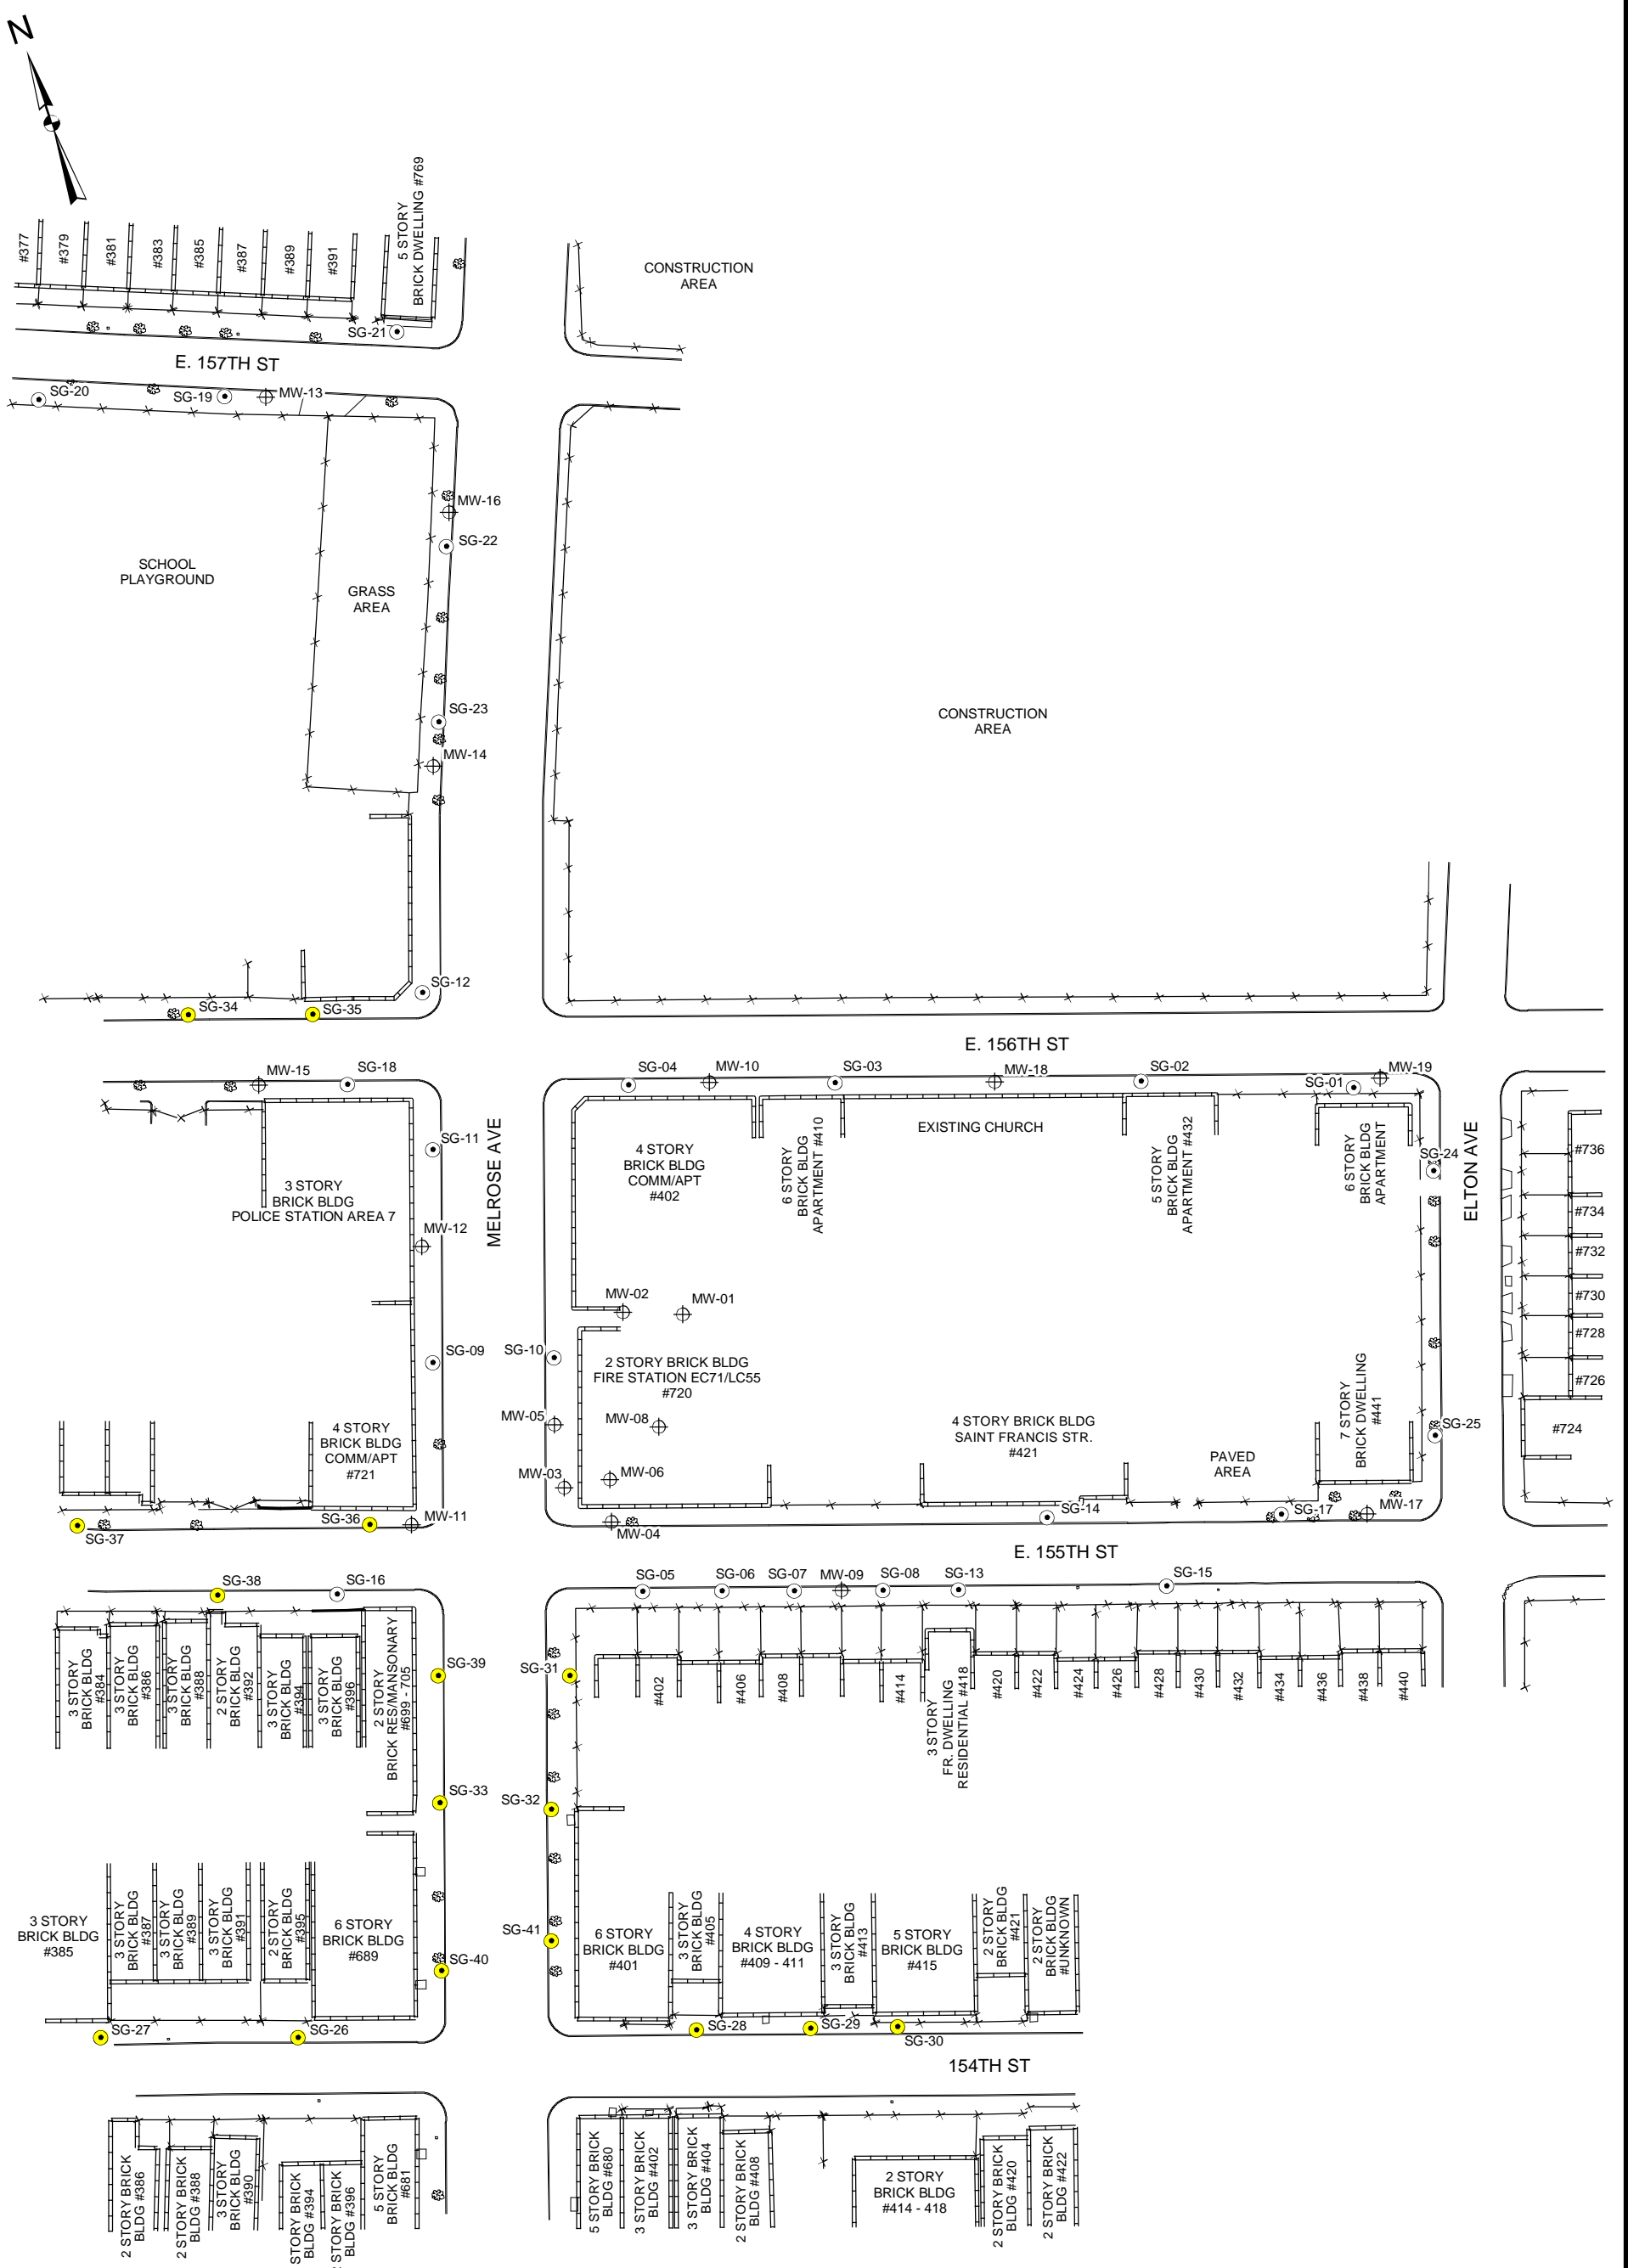 N
#377
#379
#381
#383
#385
#387
#389
#391
5 STORY
BRICK DWELLING #769
CONSTRUCTION
AREA
SG-21
E. 157TH ST
SG-20
SG-19
MW-13
MW-16
SG-22
SCHOOL
PLAYGROUND
GRASS
AREA
SG-23
MW-14
CONSTRUCTION
AREA
SG-12
SG-34
SG-35
E. 156TH ST
MW-15
SG-18
SG-04
MW-10
SG-03
MW-18
SG-02
SG-01
MW-19
SG-11
MELROSE AVE
4 STORY
BRICK BLDG
COMM/APT
#402
6 STORY
BRICK BLDG
APARTMENT #410
EXISTING CHURCH
5 STORY
BRICK BLDG
APARTMENT #432
6 STORY
BRICK BLDG
APARTMENT
SG-24
ELTON AVE
#736
#734
#732
#730
#728
#726
#724
3 STORY
BRICK BLDG
POLICE STATION AREA 7
MW-12
MW-02
MW-01
SG-09
SG-10
2 STORY BRICK BLDG
FIRE STATION EC71/LC55
#720
MW-05
MW-08
4 STORY BRICK BLDG
SAINT FRANCIS STR.
#421
7 STORY
BRICK DWELLING
#441
SG-25
PAVED
AREA
4 STORY
BRICK BLDG
COMM/APT
#721
MW-03
MW-06
SG-37
SG-36
MW-11
MW-04
SG-14
SG-17
MW-17
E. 155TH ST
SG-38
SG-16
SG-05
SG-06
SG-07
MW-09
SG-08
SG-13
SG-15
3 STORY
BRICK BLDG
#384
3 STORY
BRICK BLDG
#386
3 STORY
BRICK BLDG
#388
2 STORY
BRICK BLDG
#392
3 STORY
BRICK BLDG
#394
3 STORY
BRICK BLDG
#396
2 STORY
BRICK RES/MANSONARY
#699 - 705
SG-39
SG-31
#402
#406
#408
#414
3 STORY
FR. DWELLING
RESIDENTIAL #418
#420
#422
#424
#426
#428
#430
#432
#434
#436
#438
#440
SG-33
SG-32
3 STORY
BRICK BLDG
#385
3 STORY
BRICK BLDG
#387
3 STORY
BRICK BLDG
#389
3 STORY
BRICK BLDG
#391
2 STORY
BRICK BLDG
#395
6 STORY
BRICK BLDG
#689
SG-40
SG-41
6 STORY
BRICK BLDG
#401
3 STORY
BRICK BLDG
#405
4 STORY
BRICK BLDG
#409 - 411
3 STORY
BRICK BLDG
#413
5 STORY
BRICK BLDG
#415
2 STORY
BRICK BLDG
#421
2 STORY
BRICK BLDG
#UNKNOWN
SG-27
SG-26
SG-28
SG-29
SG-30
154TH ST
2 STORY BRICK
BLDG #386
2 STORY BRICK
BLDG #388
3 STORY
BRICK BLDG
#390
STORY BRICK
BLDG #394
STORY BRICK
BLDG #396
5 STORY
BRICK BLDG
#681
5 STORY BRICK
BLDG #680
3 STORY BRICK
BLDG #402
3 STORY BRICK
BLDG #404
2 STORY BRICK
BLDG #408
2 STORY
BRICK BLDG
#414 - 418
2 STORY BRICK
BLDG #420
2 STORY BRICK
BLDG #422